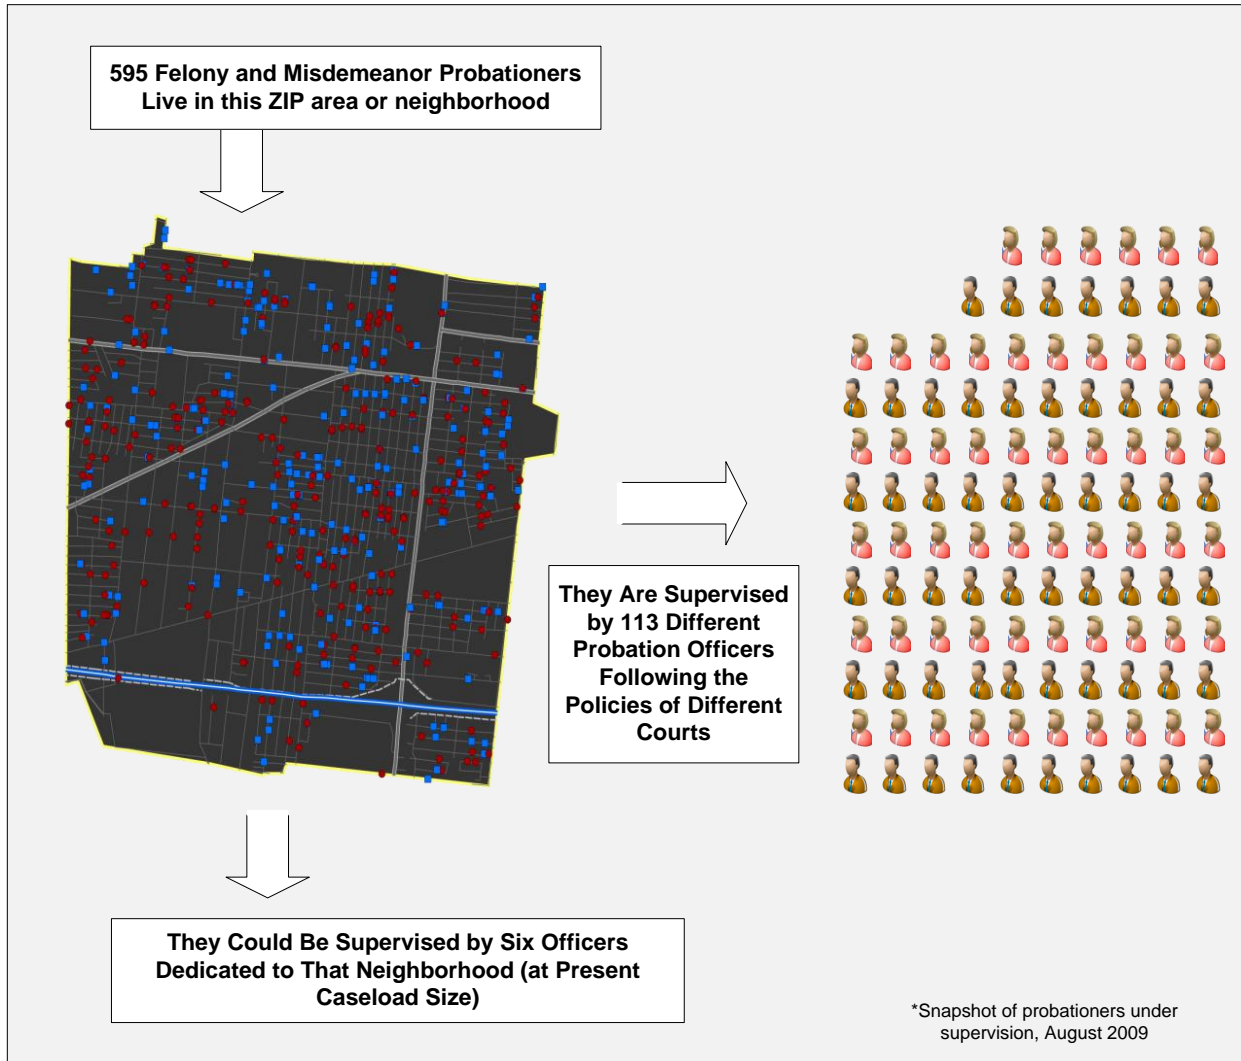 595 Felony and Misdemeanor Probationers
Live in this ZIP area or neighborhood
They Are Supervised
by 113 Different
Probation Officers
Following the
Policies of Different
Courts
They Could Be Supervised by Six Officers
Dedicated to That Neighborhood (at Present
Caseload Size)
*Snapshot of probationers under
supervision, August 2009